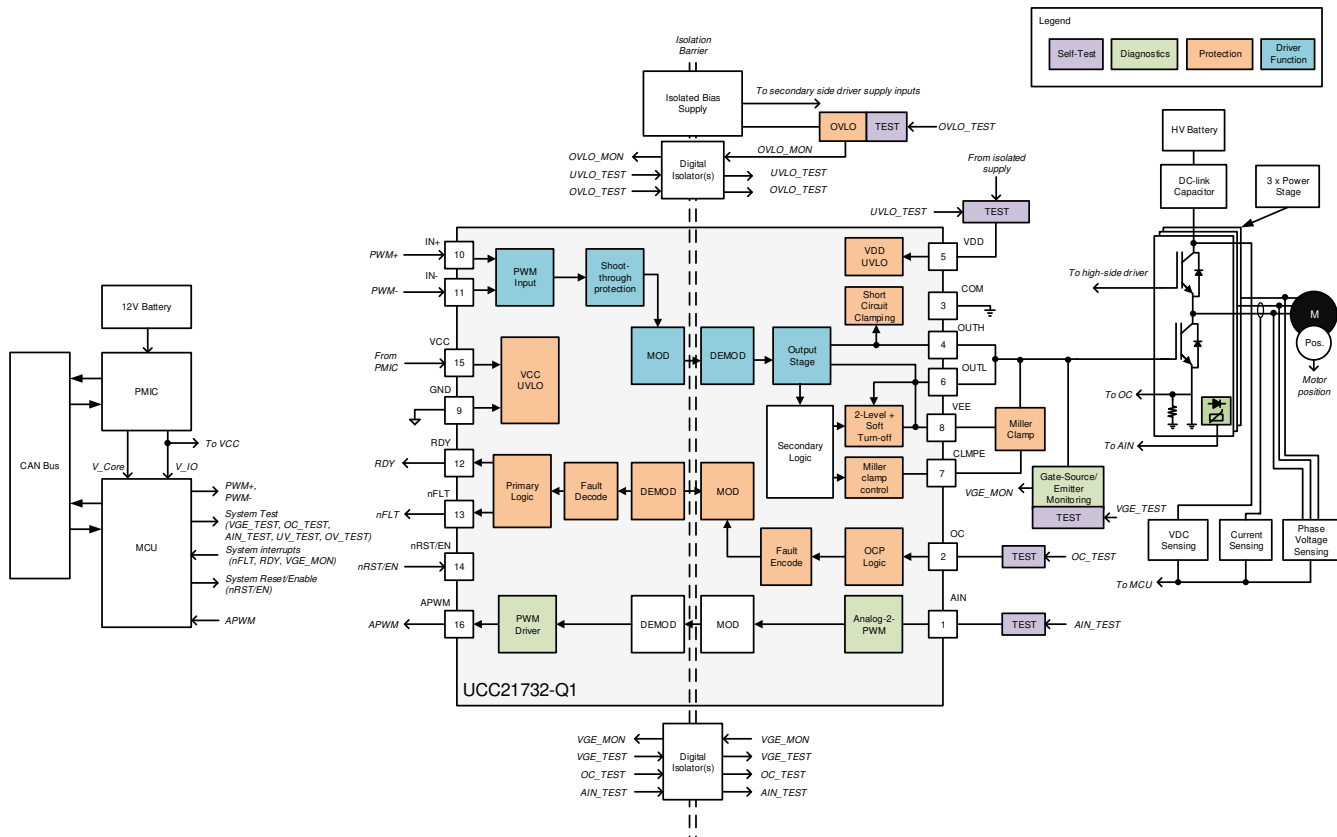 Legend
Self-Test
Diagnostics
Protection
Driver
Function
Isolation
Barrier
Isolated Bias
Supply
To secondary side driver supply inputs
OVLO
TEST
OVLO_TEST
OVLO_MON
OVLO_MON
UVLO_TEST
OVLO_TEST
Digital
Isolator(s)
UVLO_TEST
OVLO_TEST
From isolated
supply
UVLO_TEST
TEST
HV Battery
DC-link
Capacitor
3 x Power
Stage
To high-side driver
M
Pos.
Motor
position
To OC
To AIN
VDC
Sensing
Current
Sensing
Phase
Voltage
Sensing
To MCU
12V Battery
PMIC
CAN Bus
V_Core
V_IO
To VCC
MCU
PWM+,
PWM-
System Test
(VGE_TEST, OC_TEST,
AIN_TEST, UV_TEST, OV_TEST)
System interrupts
(nFLT, RDY, VGE_MON)
System Reset/Enable
(nRST/EN)
APWM
PWM+
IN+
10
PWM-
IN-
11
From
PMIC
VCC
15
GND
9
RDY
RDY
12
nFLT
nFLT
13
nRST/EN
nRST/EN
14
APWM
APWM
16
PWM
Input
Shoot-
through
protection
MOD
DEMOD
Output
Stage
VCC
UVLO
VDD
UVLO
Short
Circuit
Clamping
Secondary
Logic
2-Level +
Soft
Turn-off
Miller
clamp
control
Primary
Logic
Fault
Decode
DEMOD
MOD
Fault
Encode
OCP
Logic
PWM
Driver
DEMOD
MOD
Analog-2-
PWM
UCC21732-Q1
VDD
5
COM
3
OUTH
4
OUTL
6
VEE
8
CLMPE
7
OC
2
AIN
1
Miller
Clamp
VGE_MON
Gate-Source/
Emitter
Monitoring
TEST
VGE_TEST
TEST
OC_TEST
TEST
AIN_TEST
VGE_MON
VGE_TEST
OC_TEST
AIN_TEST
Digital
Isolator(s)
VGE_MON
VGE_TEST
OC_TEST
AIN_TEST